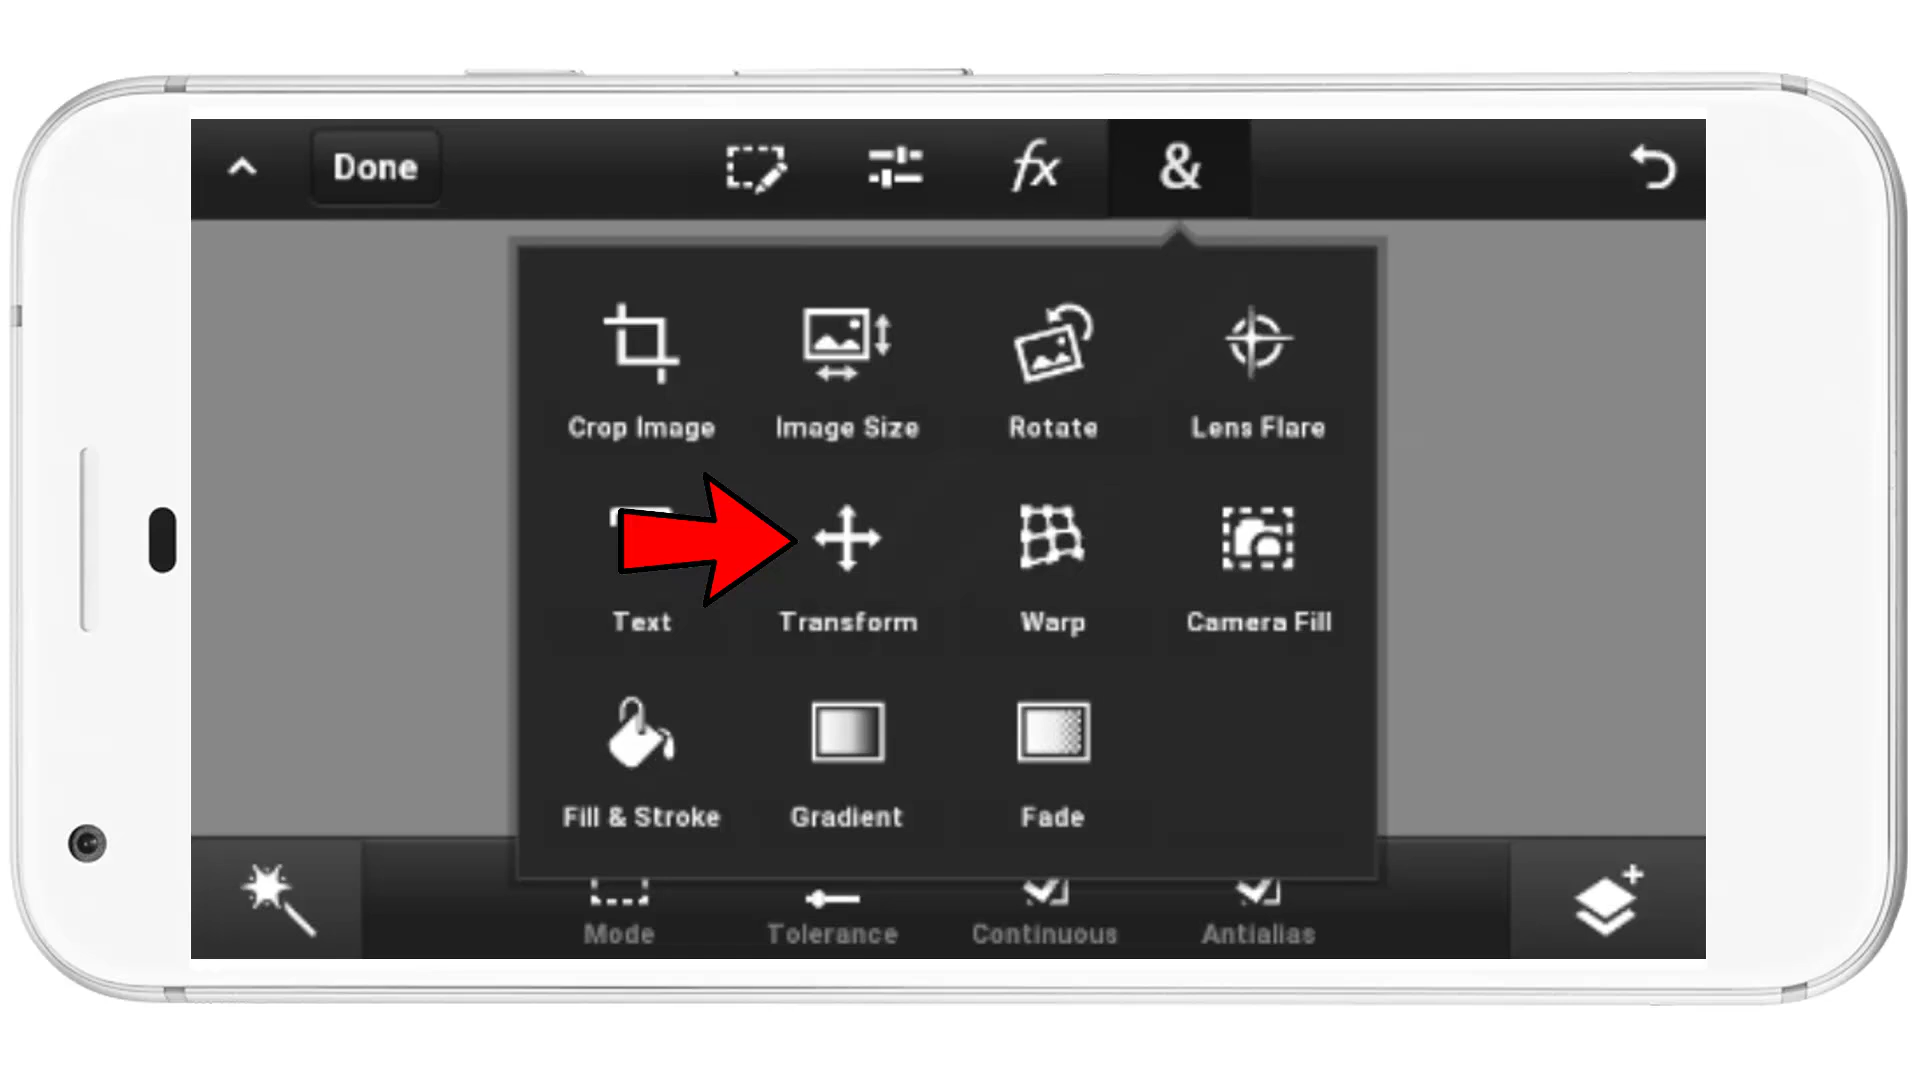 Done fx &
Crop Image Image Size Rotate Lens Flare
Text Transform Warp Camera Fill
Fill & Stroke Gradient Fade
Mode Tolerance Continuous Antialias